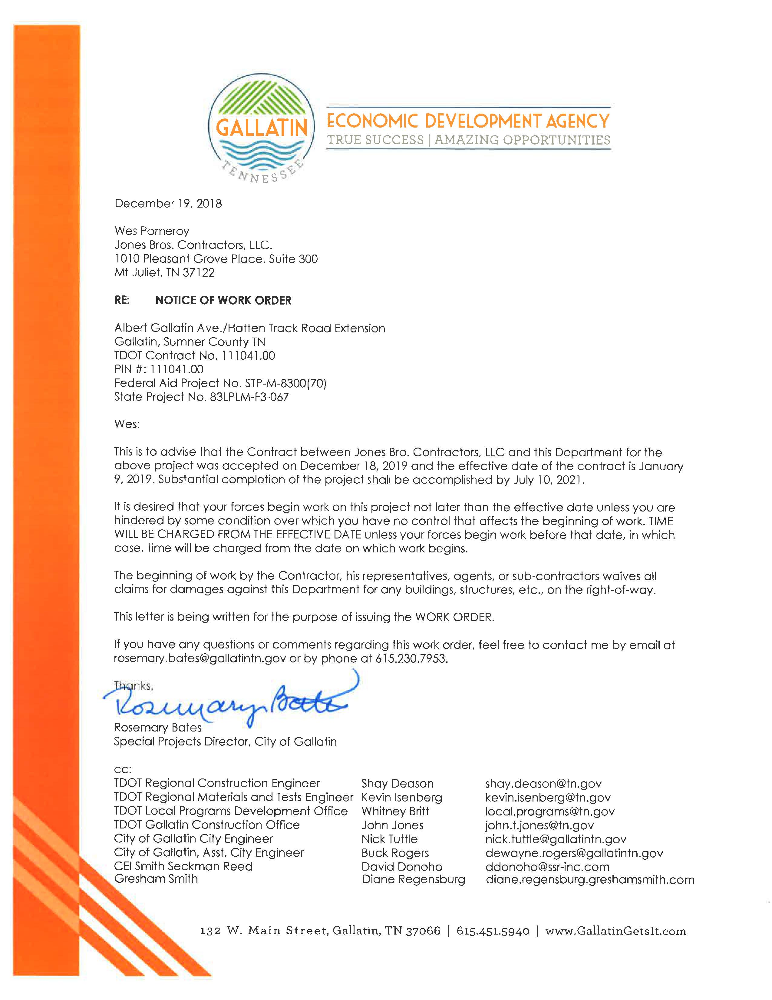 GALLATIN
TENNESSEE
ECONOMIC DEVELOPMENT AGENCY
TRUE SUCCESS | AMAZING OPPORTUNITIES
December 19, 2018
Wes Pomeroy
Jones Bros. Contractors, LLC.
1010 Pleasant Grove Place, Suite 300
Mt Juliet, TN 37122
RE: NOTICE OF WORK ORDER
Albert Gallatin Ave./Hatten Track Road Extension
Gallatin, Sumner County TN
TDOT Contract No. 111041.00
PIN #: 111041.00
Federal Aid Project No. STP-M-8300(70)
State Project No. 83LPLM-F3-067
Wes:
This is to advise that the Contract between Jones Bro. Contractors, LLC and this Department for the
above project was accepted on December 18, 2019 and the effective date of the contract is January
9, 2019. Substantial completion of the project shall be accomplished by July 10, 2021.
It is desired that your forces begin work on this project not later than the effective date unless you are
hindered by some condition over which you have no control that affects the beginning of work. TIME
WILL BE CHARGED FROM THE EFFECTIVE DATE unless your forces begin work before that date, in which
case, time will be charged from the date on which work begins.
The beginning of work by the Contractor, his representatives, agents, or sub-contractors waives all
claims for damages against this Department for any buildings, structures, etc., on the right-of-way.
This letter is being written for the purpose of issuing the WORK ORDER.
If you have any questions or comments regarding this work order, feel free to contact me by email at
rosemary.bates@gallatintn.gov or by phone at 615.230.7953.
Thanks,
Rosemary Bates
Rosemary Bates
Special Projects Director, City of Gallatin
cc:
TDOT Regional Construction Engineer Shay Deason shay.deason@tn.gov
TDOT Regional Materials and Tests Engineer Kevin Isenberg kevin.isenberg@tn.gov
TDOT Local Programs Development Office Whitney Britt local.programs@tn.gov
TDOT Gallatin Construction Office John Jones john.t.jones@tn.gov
City of Gallatin City Engineer Nick Tuttle nick.tuttle@gallatintn.gov
City of Gallatin, Asst. City Engineer Buck Rogers dewayne.rogers@gallatintn.gov
CEI Smith Seckman Reed David Donoho ddonoho@ssr-inc.com
Gresham Smith Diane Regensburg diane.regensburg.greshamsmith.com
132 W. Main Street, Gallatin, TN 37066 | 615.451.5940 | www.GallatinGetsIt.com